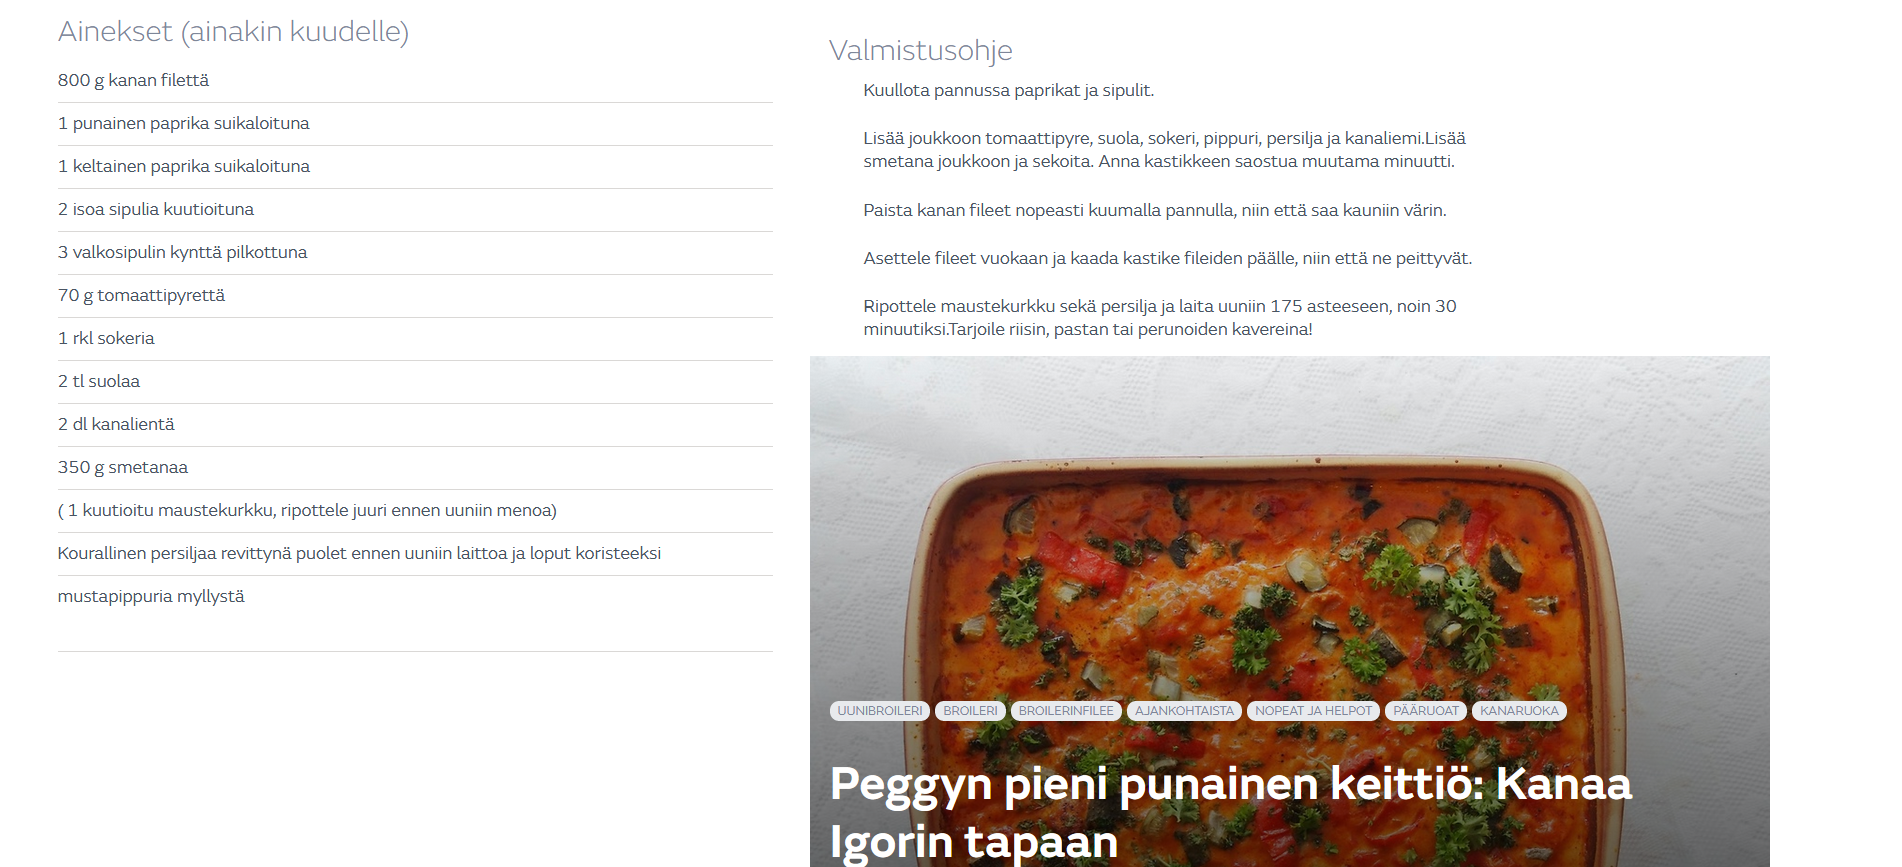 Ainekset (ainakin kuudelle)
800 g kanan filettä
1 punainen paprika suikaloituna
1 keltainen paprika suikaloituna
2 isoa sipulia kuutioituna
3 valkosipulin kynttä pilkottuna
70 g tomaattipyrettä
1 rkl sokeria
2 tl suolaa
2 dl kanalientä
350 g smetanaa
( 1 kuutioitu maustekurkku, ripottele juuri ennen uuniin menoa)
Kourallinen persiljaa revittynä puolet ennen uuniin laittoa ja loput koristeeksi
mustapippuria myllystä
Valmistusohje
Kuullota pannussa paprikat ja sipulit.
Lisää joukkoon tomaattipyre, suola, sokeri, pippuri, persilja ja kanaliemi.Lisää
smetana joukkoon ja sekoita. Anna kastikkeen saostua muutama minuutti.
Paista kanan fileet nopeasti kuumalla pannulla, niin että saa kauniin värin.
Asettele fileet vuokaan ja kaada kastike fileiden päälle, niin että ne peittyvät.
Ripottele maustekurkku sekä persilja ja laita uuniin 175 asteeseen, noin 30
minuutiksi.Tarjoile riisin, pastan tai perunoiden kavereina!
UUNIBROILERI BROILERI BROILERINFILEE AJANKOHTAISTA NOPEAT JA HELPOT PÄÄRUOAT KANARUOKA
Peggyn pieni punainen keittiö: Kanaa
Igorin tapaan